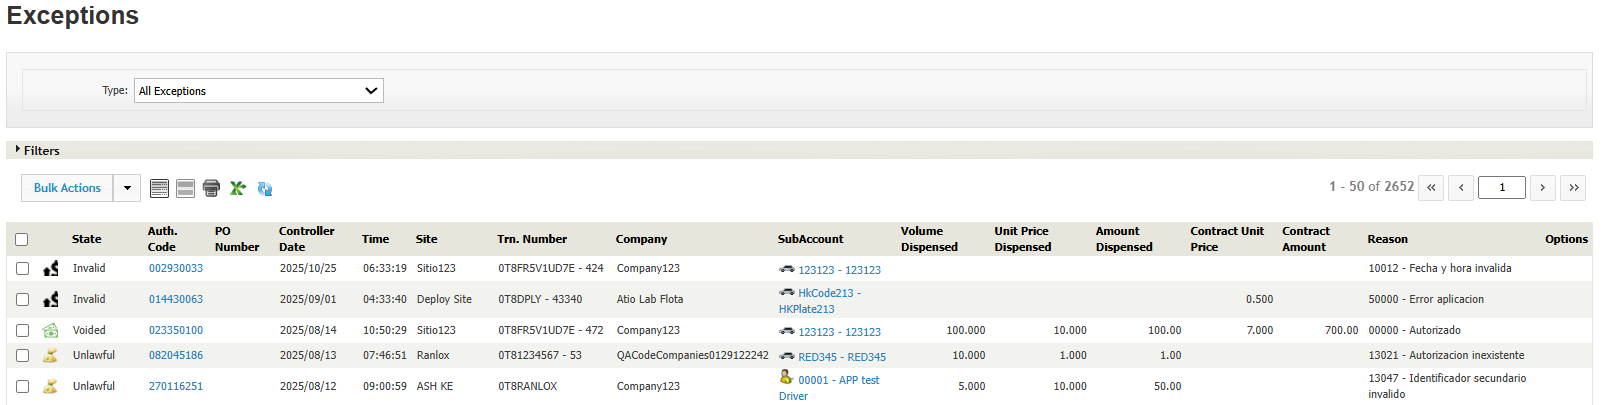 Exceptions
Type: All Exceptions
Filters
Bulk Actions 1 - 50 of 2652 « ‹ 1 › »
State Auth. Code PO Number Controller Date Time Site Trn. Number Company SubAccount Volume Dispensed Unit Price Dispensed Amount Dispensed Contract Unit Price Contract Amount Reason Options
Invalid 002930033 2025/10/25 06:33:19 Sitio123 0T8FR5V1UD7E - 424 Company123 123123 - 123123 10012 - Fecha y hora invalida
Invalid 014430063 2025/09/01 04:33:40 Deploy Site 0T8DPLY - 43340 Atio Lab Flota HkCode213 - HKPlate213 0.500 50000 - Error aplicacion
Voided 023350100 2025/08/14 10:50:29 Sitio123 0T8FR5V1UD7E - 472 Company123 123123 - 123123 100.000 10.000 100.00 7.000 700.00 00000 - Autorizado
Unlawful 082045186 2025/08/13 07:46:51 Ranlox 0T81234567 - 53 QACodeCompanies0129122242 RED345 - RED345 10.000 1.000 1.00 13021 - Autorizacion inexistente
Unlawful 270116251 2025/08/12 09:00:59 ASH KE 0T8RANLOX Company123 00001 - APP test Driver 5.000 10.000 50.00 13047 - Identificador secundario invalido